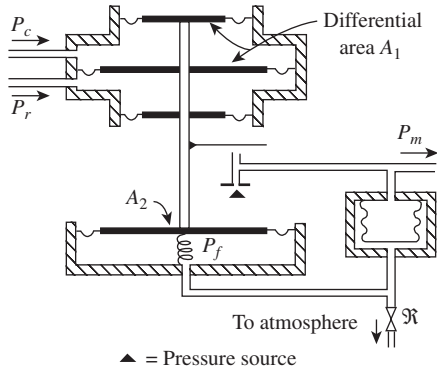 P_c
Differential
area A_1
P_r
P_m
A_2
P_f
ℜ
To atmosphere
▲ = Pressure source